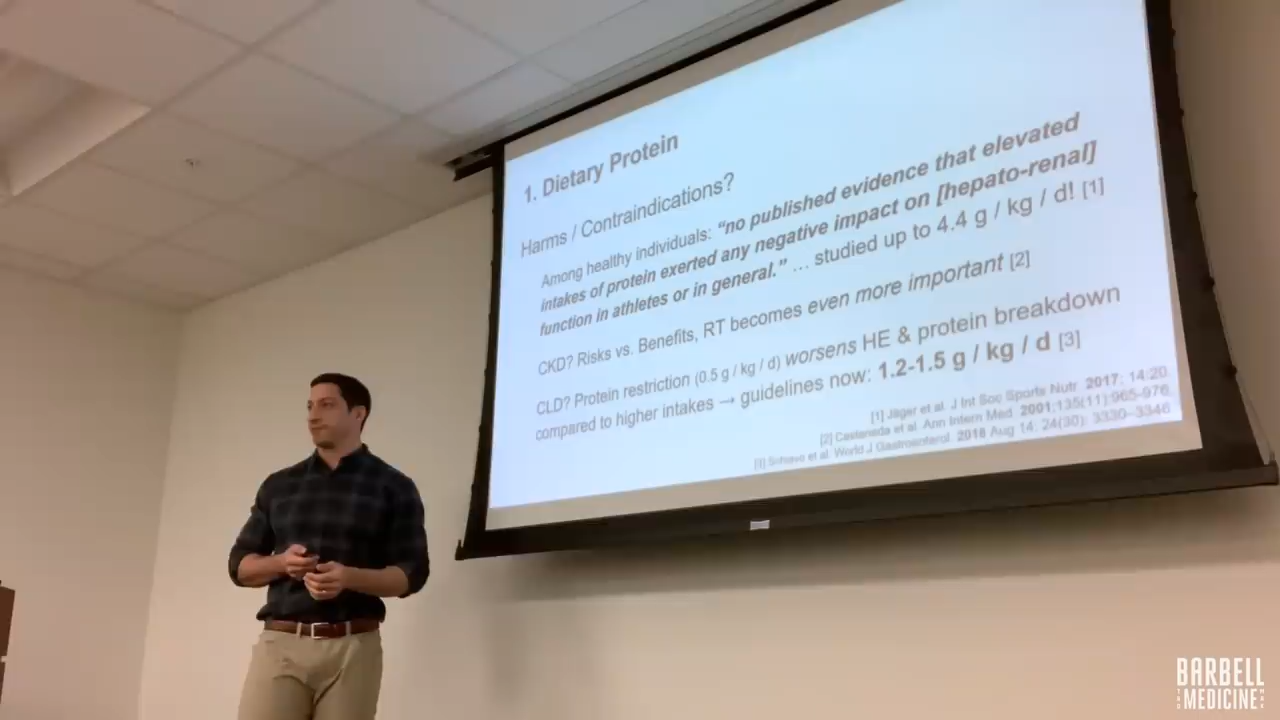 1. Dietary Protein
Harms / Contraindications?
Among healthy individuals: “no published evidence that elevated
intakes of protein exerted any negative impact on [hepato-renal]
function in athletes or in general.” ... studied up to 4.4 g / kg / d! [1]
CKD? Risks vs. Benefits, RT becomes even more important [2]
CLD? Protein restriction (0.5 g / kg / d) worsens HE & protein breakdown
compared to higher intakes → guidelines now: 1.2-1.5 g / kg / d [3]
[1] Jäger et al. J Int Soc Sports Nutr. 2017; 14:20.
[2] Castaneda et al. Ann Intern Med. 2001;135(11):965-976.
[3] et al. World J Gastroenterol. 2018 Aug 14; 24(30): 3330–3346
BARBELL
MEDICINE